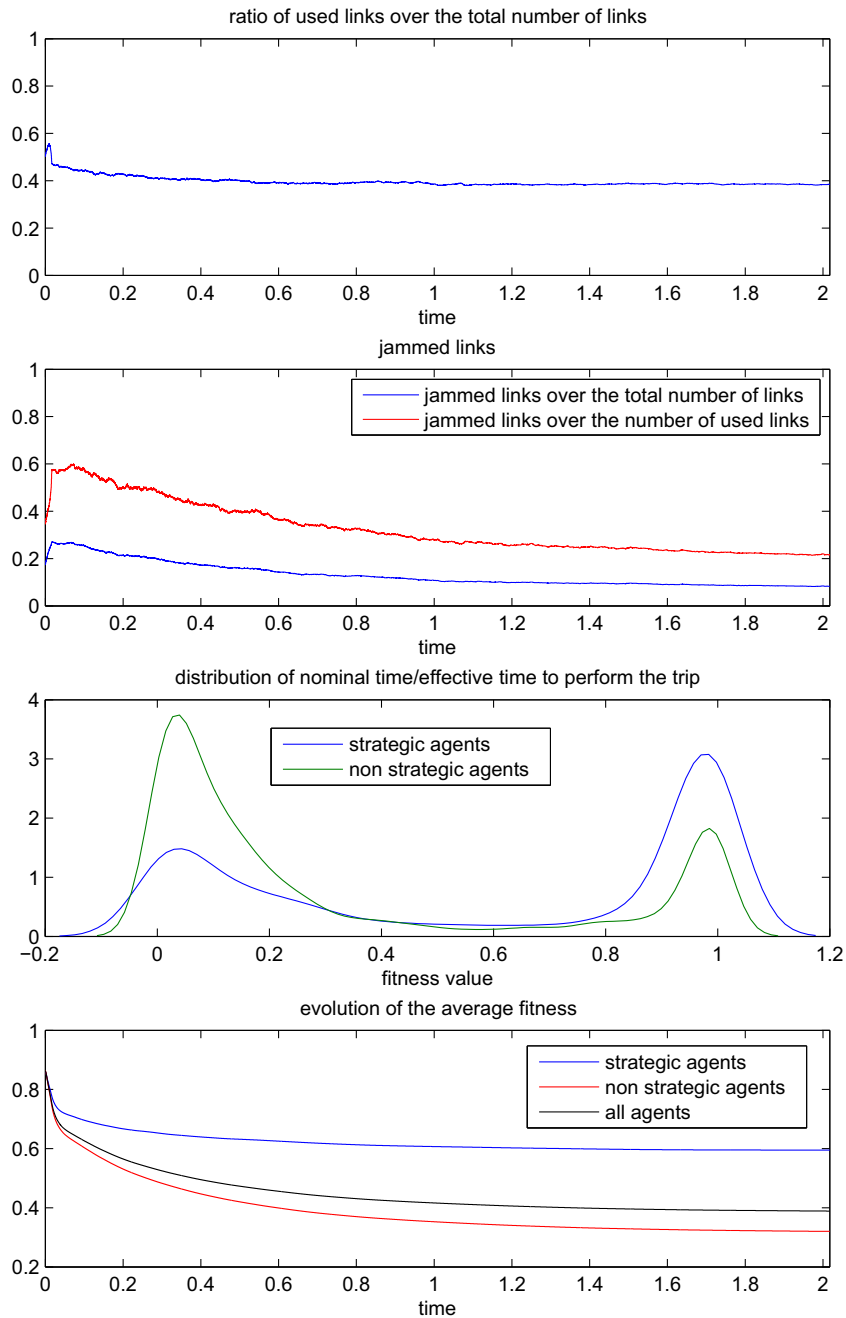 ratio of used links over the total number of links
1
0.8
0.6
0.4
0.2
0
0 0.2 0.4 0.6 0.8 1 1.2 1.4 1.6 1.8 2
time
jammed links
1
0.8
0.6
0.4
0.2
0
jammed links over the total number of links
jammed links over the number of used links
0 0.2 0.4 0.6 0.8 1 1.2 1.4 1.6 1.8 2
time
distribution of nominal time/effective time to perform the trip
4
3
2
1
0
strategic agents
non strategic agents
−0.2 0 0.2 0.4 0.6 0.8 1 1.2
fitness value
evolution of the average fitness
1
0.8
0.6
0.4
0.2
strategic agents
non strategic agents
all agents
0 0.2 0.4 0.6 0.8 1 1.2 1.4 1.6 1.8 2
time